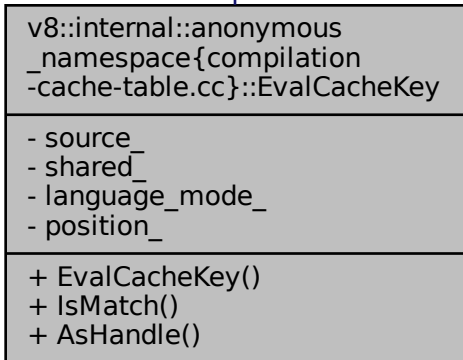 v8::internal::anonymous
_namespace{compilation
-cache-table.cc}::EvalCacheKey
- source_
- shared_
- language_mode_
- position_
+ EvalCacheKey()
+ IsMatch()
+ AsHandle()